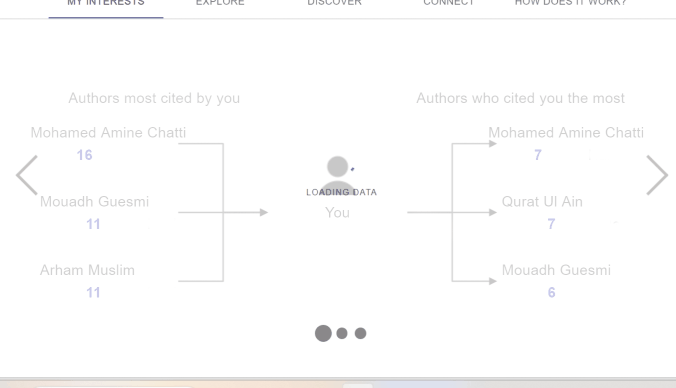 MY INTERESTS EXPLORE DISCOVER CONNECT HOW DOES IT WORK?
Authors most cited by you
Mohamed Amine Chatti
16
Mouadh Guesmi
11
Arham Muslim
11
LOADING DATA
You
Authors who cited you the most
Mohamed Amine Chatti
7
Qurat Ul Ain
7
Mouadh Guesmi
6